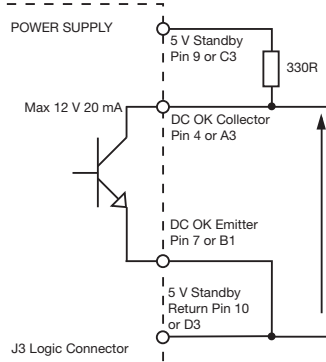 POWER SUPPLY
5 V Standby
Pin 9 or C3
330R
Max 12 V 20 mA
DC OK Collector
Pin 4 or A3
DC OK Emitter
Pin 7 or B1
5 V Standby
Return Pin 10
or D3
J3 Logic Connector